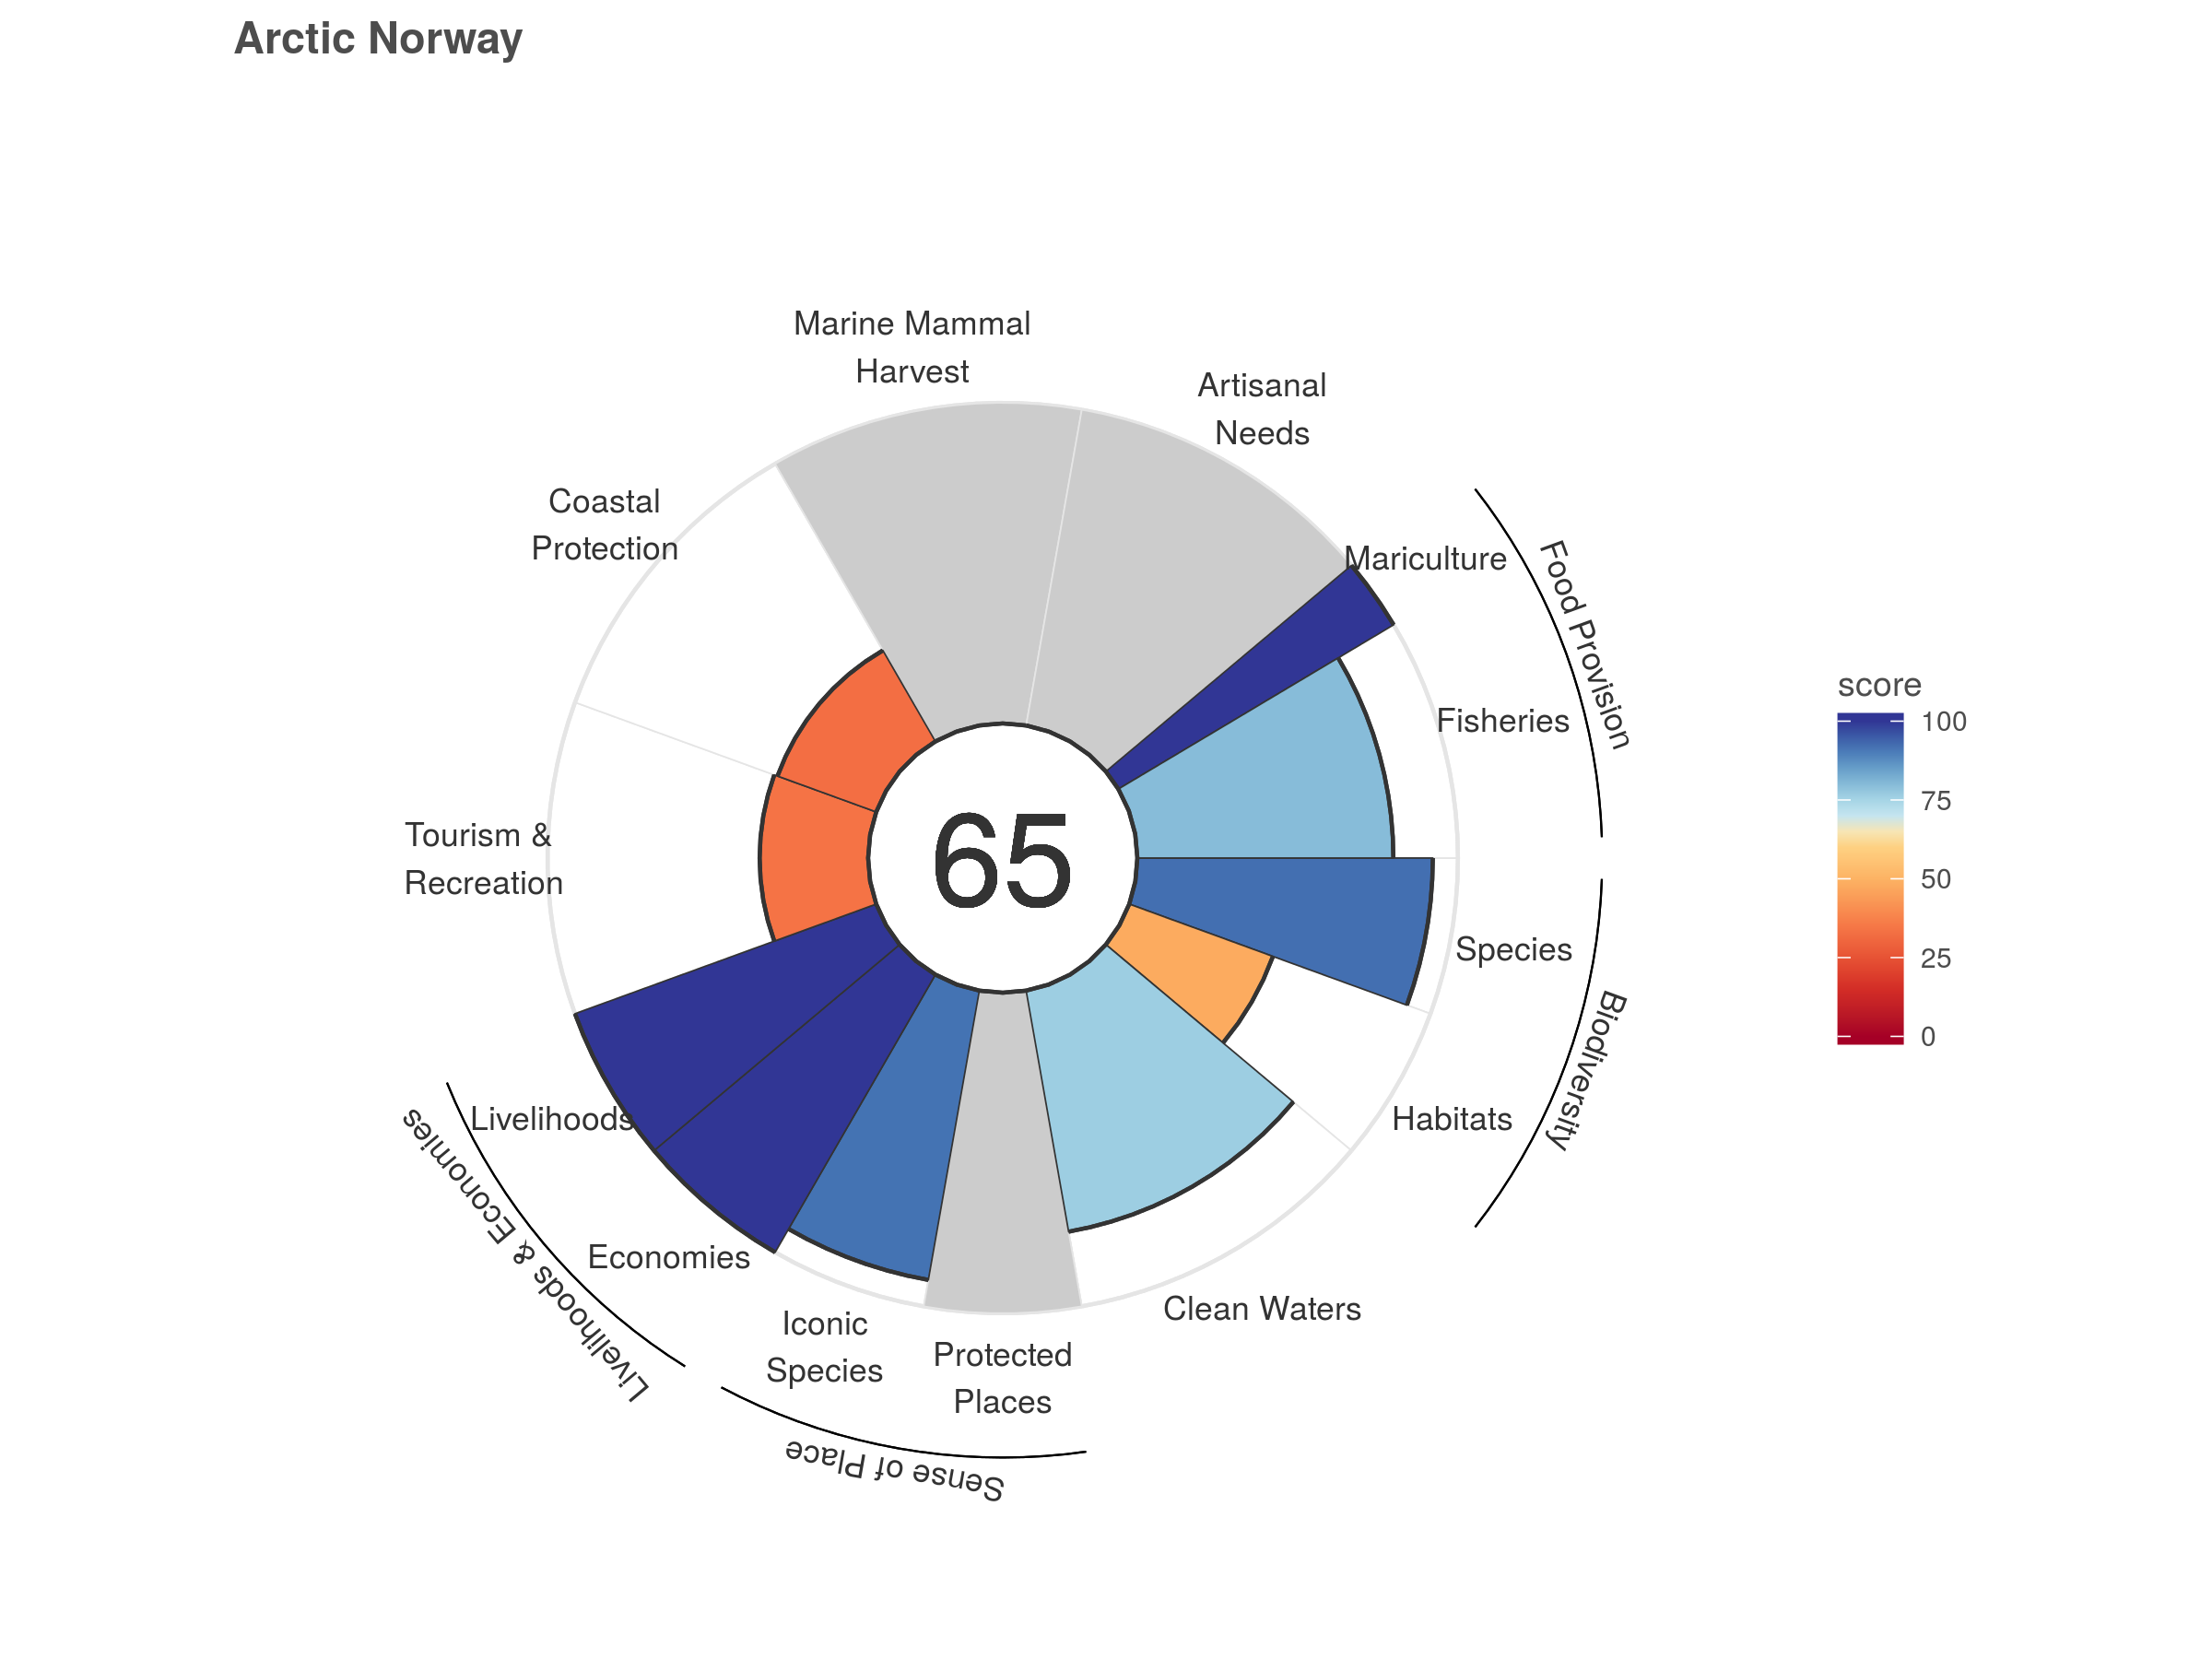 Arctic Norway
Marine Mammal
Harvest
Artisanal
Needs
Coastal
Protection
Mariculture
Food Provision
Fisheries
Tourism &
Recreation
65
Species
Biodiversity
Habitats
Livelihoods
Livelihoods & Economies
Economies
Clean Waters
Iconic
Species
Protected
Places
Sense of Place
score
100
75
50
25
0